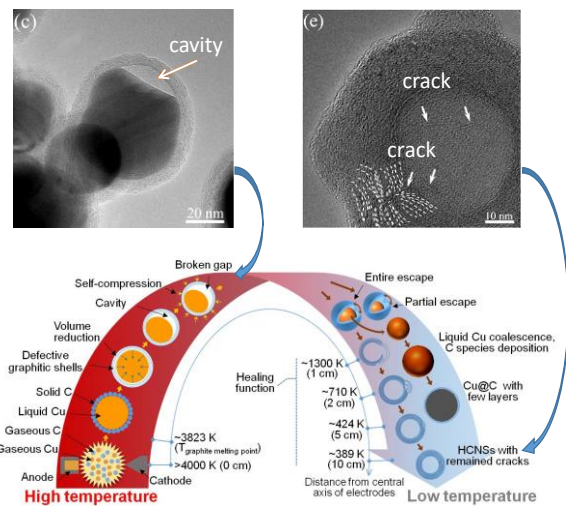 (c)
cavity
20 nm
(e)
crack
crack
10 nm
Broken gap
Self-compression
Cavity
Volume
reduction
Defective
graphitic shells
Solid C
Liquid Cu
Gaseous C
Gaseous Cu
Anode
Cathode
High temperature
~3823 K
(T graphite melting point)
>4000 K (0 cm)
Healing
function
~1300 K
(1 cm)
~710 K
(2 cm)
~424 K
(5 cm)
~389 K
(10 cm)
Distance from central
axis of electrodes
Entire
escape
Partial
escape
Liquid Cu coalescence,
C species deposition
Cu@C with
few layers
HCNSs with
remained cracks
Low temperature